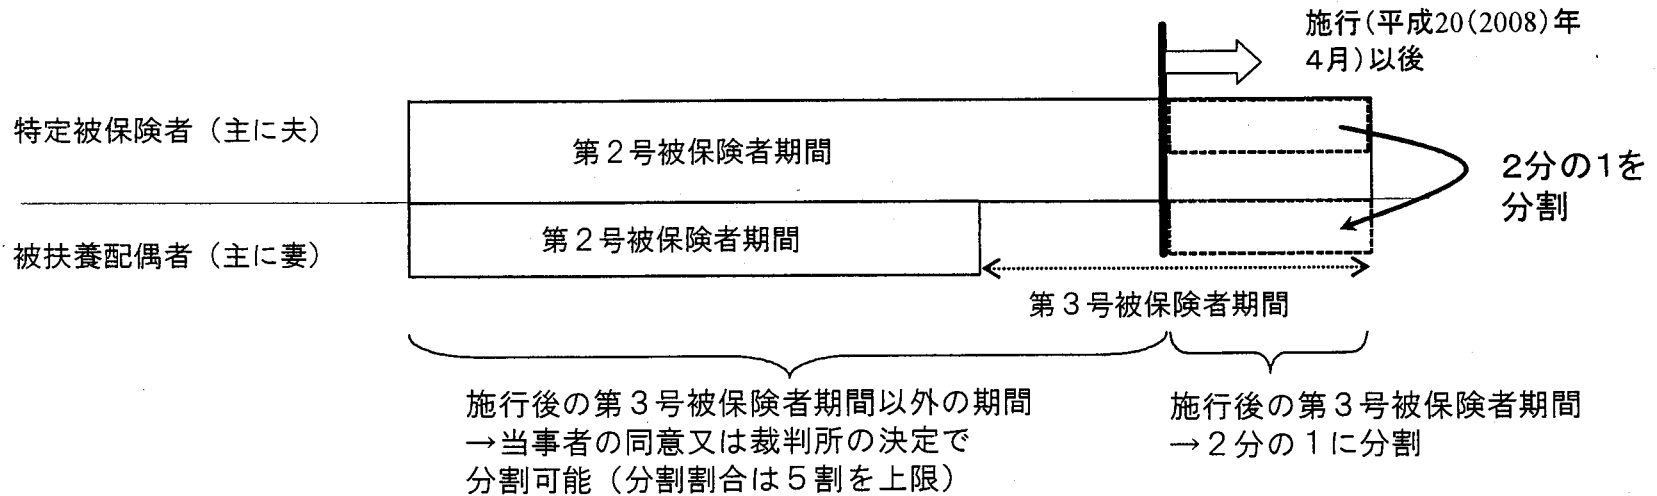 施行(平成20(2008)年
4月)以後
特定被保険者（主に夫）
第２号被保険者期間
2分の1を
分割
被扶養配偶者（主に妻）
第２号被保険者期間
第３号被保険者期間
施行後の第３号被保険者期間以外の期間
→当事者の同意又は裁判所の決定で
分割可能（分割割合は５割を上限）
施行後の第３号被保険者期間
→２分の１に分割